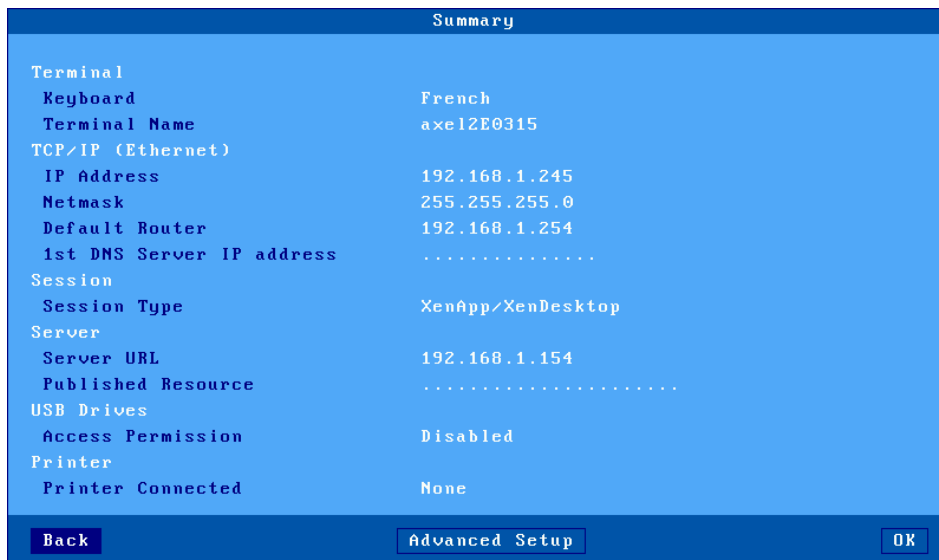 Summary
Terminal
Keyboard French
Terminal Name axel2E0315
TCP/IP (Ethernet)
IP Address 192.168.1.245
Netmask 255.255.255.0
Default Router 192.168.1.254
1st DNS Server IP address ...............
Session
Session Type XenApp/XenDesktop
Server
Server URL 192.168.1.154
Published Resource ......................
USB Drives
Access Permission Disabled
Printer
Printer Connected None
Back Advanced Setup OK